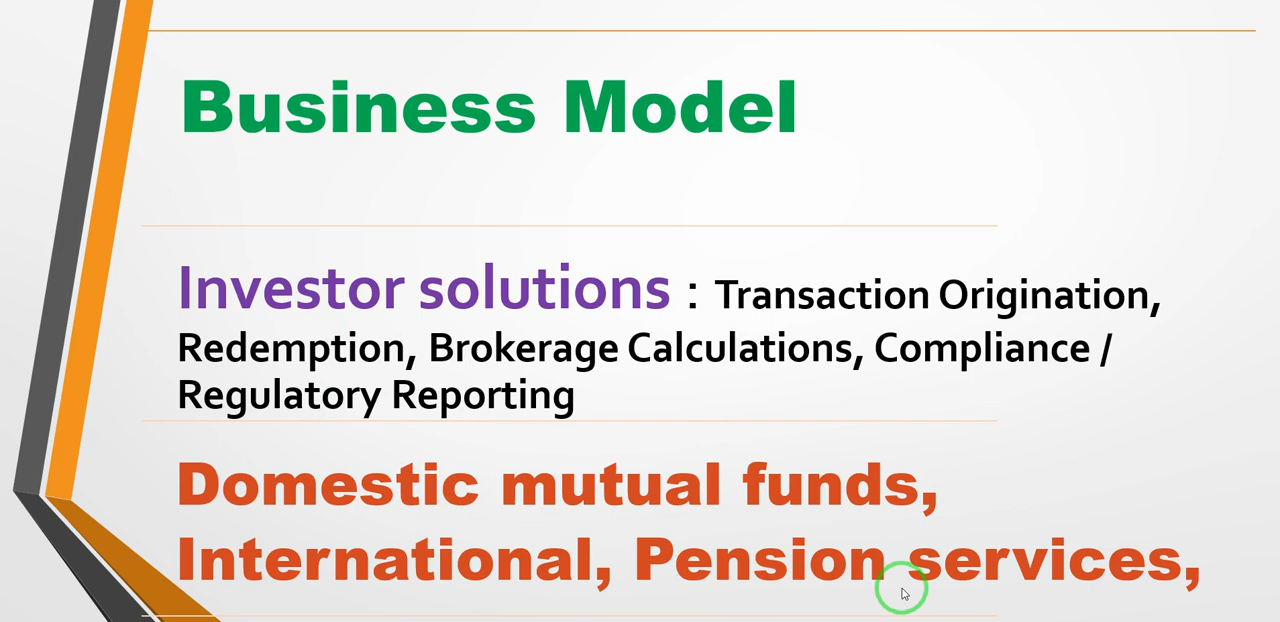 Business Model
Investor solutions : Transaction Origination,
Redemption, Brokerage Calculations, Compliance /
Regulatory Reporting
Domestic mutual funds,
International, Pension services,